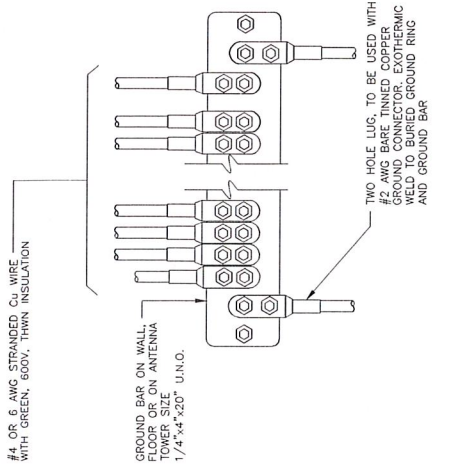 #4 OR 6 AWG STRANDED Cu WIRE
WITH GREEN, 600V, THWN INSULATION
GROUND BAR ON WALL,
FLOOR OR ON ANTENNA
TOWER SIZE
1/4"x4"x20" U.N.O.
TWO HOLE LUG, TO BE USED WITH
#2 AWG BARE TINNED COPPER
GROUND CONNECTOR. EXOTHERMIC
WELD TO BURIED GROUND RING
AND GROUND BAR